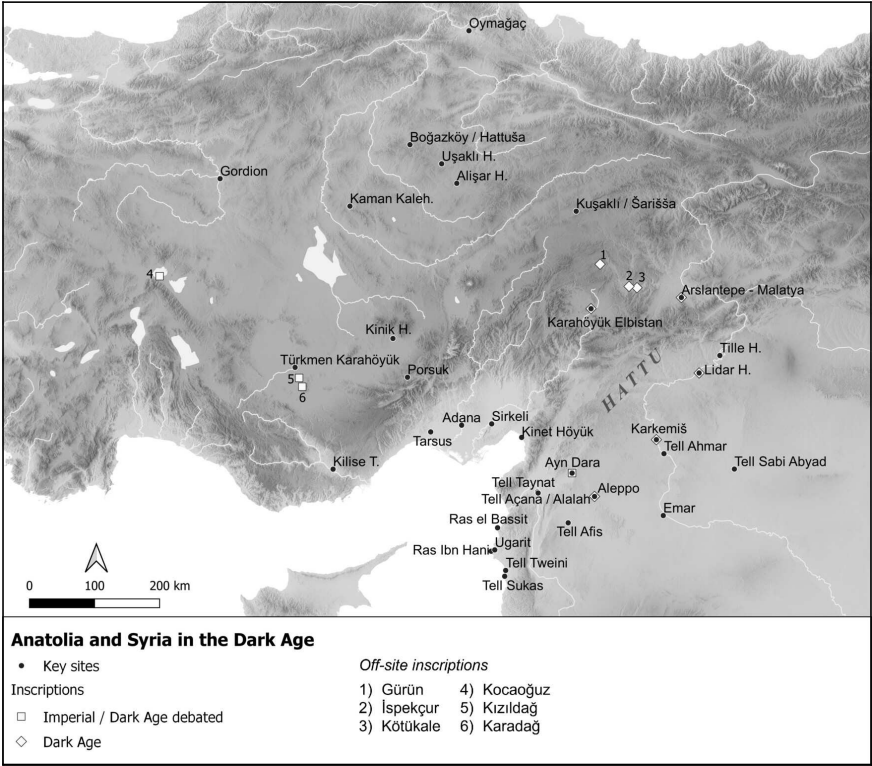 Oymağaç
Boğazköy / Hattuša
Uşaklı H.
Gordion
Alişar H.
Kaman Kaleh.
Kuşaklı / Šarišša
1
4
2 3
Arslantepe - Malatya
Karahöyük Elbistan
Kinik H.
Tille H.
Türkmen Karahöyük
HATTU
Porsuk
Lidar H.
5
6
Adana
Sirkeli
Tarsus
Kinet Höyük
Karkemiš
Tell Ahmar
Kilise T.
Ayn Dara
Tell Sabi Abyad
Tell Taynat
Aleppo
Tell Açana / Alalah
Emar
Ras el Bassit
Tell Afis
Ugarit
Ras Ibn Hani
Tell Tweini
Tell Sukas
0 100 200 km
Anatolia and Syria in the Dark Age
Key sites
Inscriptions
Imperial / Dark Age debated
Dark Age
Off-site inscriptions
1) Gürün 4) Kocaoğuz
2) İspekçur 5) Kızıldağ
3) Kötükale 6) Karadağ